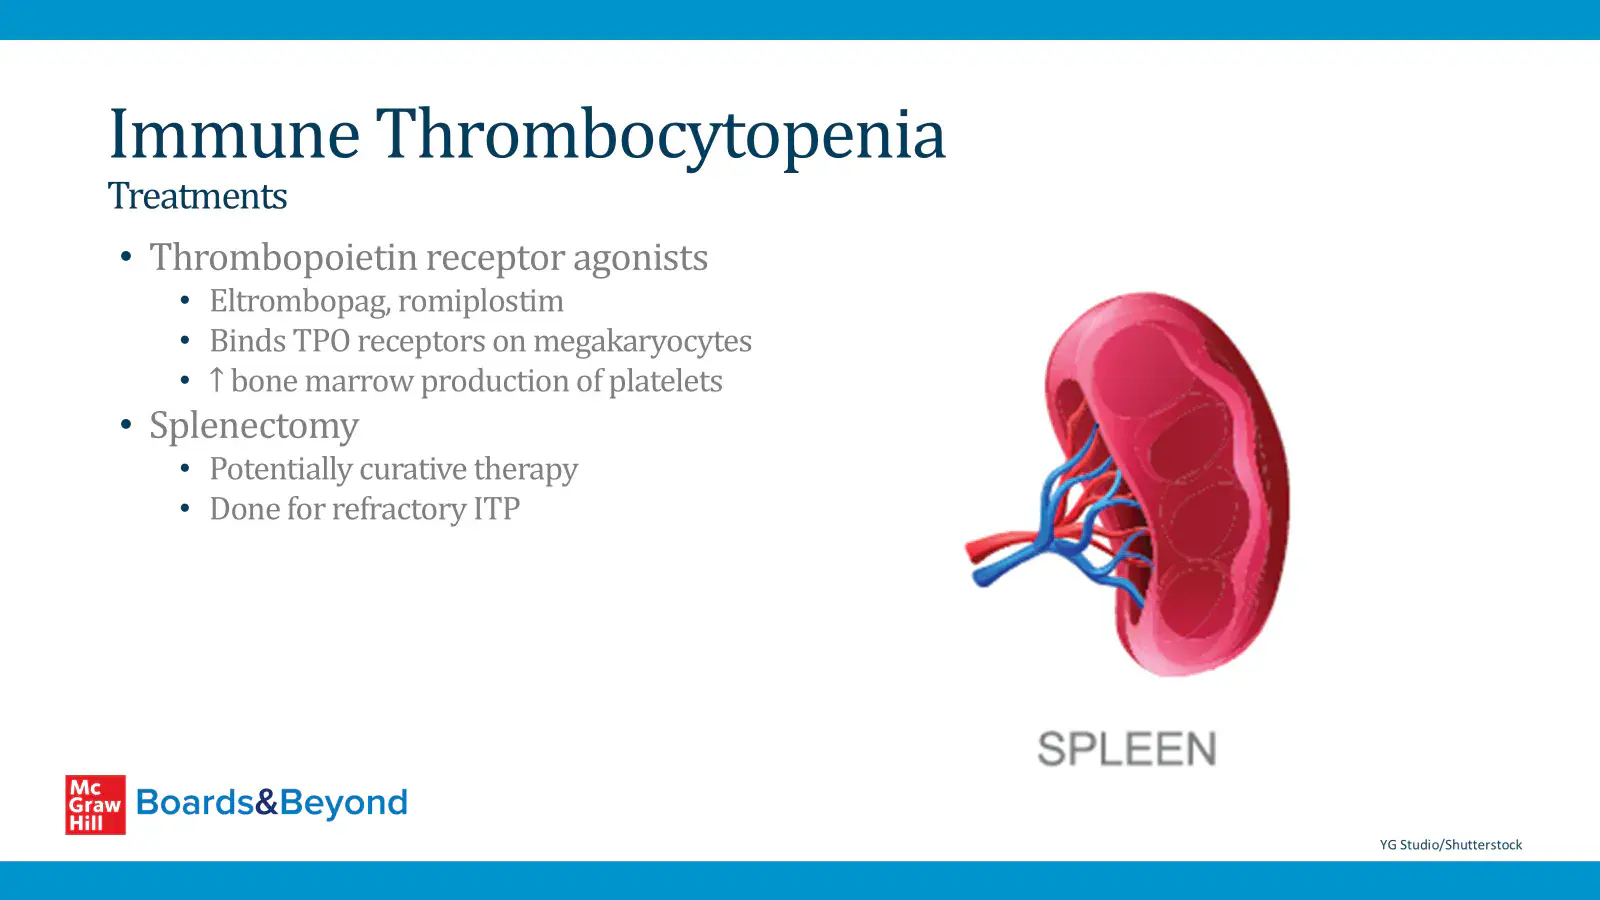 Immune Thrombocytopenia
Treatments
• Thrombopoietin receptor agonists
• Eltrombopag, romiplostim
• Binds TPO receptors on megakaryocytes
• ↑ bone marrow production of platelets
• Splenectomy
• Potentially curative therapy
• Done for refractory ITP
SPLEEN
Mc
Graw
Hill
Boards&Beyond
YG Studio/Shutterstock